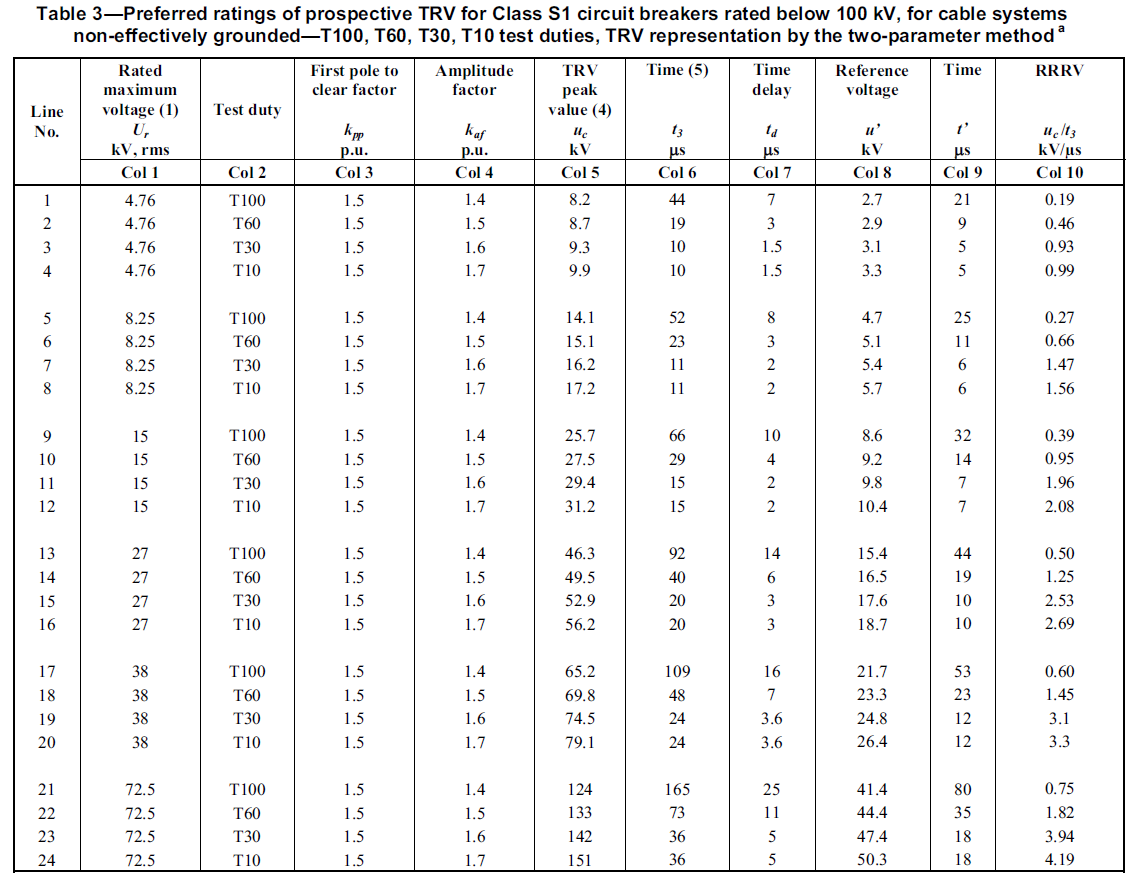 Table 3—Preferred ratings of prospective TRV for Class S1 circuit breakers rated below 100 kV, for cable systems
non-effectively grounded—T100, T60, T30, T10 test duties, TRV representation by the two-parameter method a
Line No. | Rated maximum voltage (1) Ur kV, rms | Test duty | First pole to clear factor kpp p.u. | Amplitude factor kaf p.u. | TRV peak value (4) uc kV | Time (5) t3 µs | Time delay td µs | Reference voltage u’ kV | Time t’ µs | RRRV uc/t3 kV/µs
Col 1 | Col 2 | Col 3 | Col 4 | Col 5 | Col 6 | Col 7 | Col 8 | Col 9 | Col 10
1 | 4.76 | T100 | 1.5 | 1.4 | 8.2 | 44 | 7 | 2.7 | 21 | 0.19
2 | 4.76 | T60 | 1.5 | 1.5 | 8.7 | 19 | 3 | 2.9 | 9 | 0.46
3 | 4.76 | T30 | 1.5 | 1.6 | 9.3 | 10 | 1.5 | 3.1 | 5 | 0.93
4 | 4.76 | T10 | 1.5 | 1.7 | 9.9 | 10 | 1.5 | 3.3 | 5 | 0.99
5 | 8.25 | T100 | 1.5 | 1.4 | 14.1 | 52 | 8 | 4.7 | 25 | 0.27
6 | 8.25 | T60 | 1.5 | 1.5 | 15.1 | 23 | 3 | 5.1 | 11 | 0.66
7 | 8.25 | T30 | 1.5 | 1.6 | 16.2 | 11 | 2 | 5.4 | 6 | 1.47
8 | 8.25 | T10 | 1.5 | 1.7 | 17.2 | 11 | 2 | 5.7 | 6 | 1.56
9 | 15 | T100 | 1.5 | 1.4 | 25.7 | 66 | 10 | 8.6 | 32 | 0.39
10 | 15 | T60 | 1.5 | 1.5 | 27.5 | 29 | 4 | 9.2 | 14 | 0.95
11 | 15 | T30 | 1.5 | 1.6 | 29.4 | 15 | 2 | 9.8 | 7 | 1.96
12 | 15 | T10 | 1.5 | 1.7 | 31.2 | 15 | 2 | 10.4 | 7 | 2.08
13 | 27 | T100 | 1.5 | 1.4 | 46.3 | 92 | 14 | 15.4 | 44 | 0.50
14 | 27 | T60 | 1.5 | 1.5 | 49.5 | 40 | 6 | 16.5 | 19 | 1.25
15 | 27 | T30 | 1.5 | 1.6 | 52.9 | 20 | 3 | 17.6 | 10 | 2.53
16 | 27 | T10 | 1.5 | 1.7 | 56.2 | 20 | 3 | 18.7 | 10 | 2.69
17 | 38 | T100 | 1.5 | 1.4 | 65.2 | 109 | 16 | 21.7 | 53 | 0.60
18 | 38 | T60 | 1.5 | 1.5 | 69.8 | 48 | 7 | 23.3 | 23 | 1.45
19 | 38 | T30 | 1.5 | 1.6 | 74.5 | 24 | 3.6 | 24.8 | 12 | 3.1
20 | 38 | T10 | 1.5 | 1.7 | 79.1 | 24 | 3.6 | 26.4 | 12 | 3.3
21 | 72.5 | T100 | 1.5 | 1.4 | 124 | 165 | 25 | 41.4 | 80 | 0.75
22 | 72.5 | T60 | 1.5 | 1.5 | 133 | 73 | 11 | 44.4 | 35 | 1.82
23 | 72.5 | T30 | 1.5 | 1.6 | 142 | 36 | 5 | 47.4 | 18 | 3.94
24 | 72.5 | T10 | 1.5 | 1.7 | 151 | 36 | 5 | 50.3 | 18 | 4.19